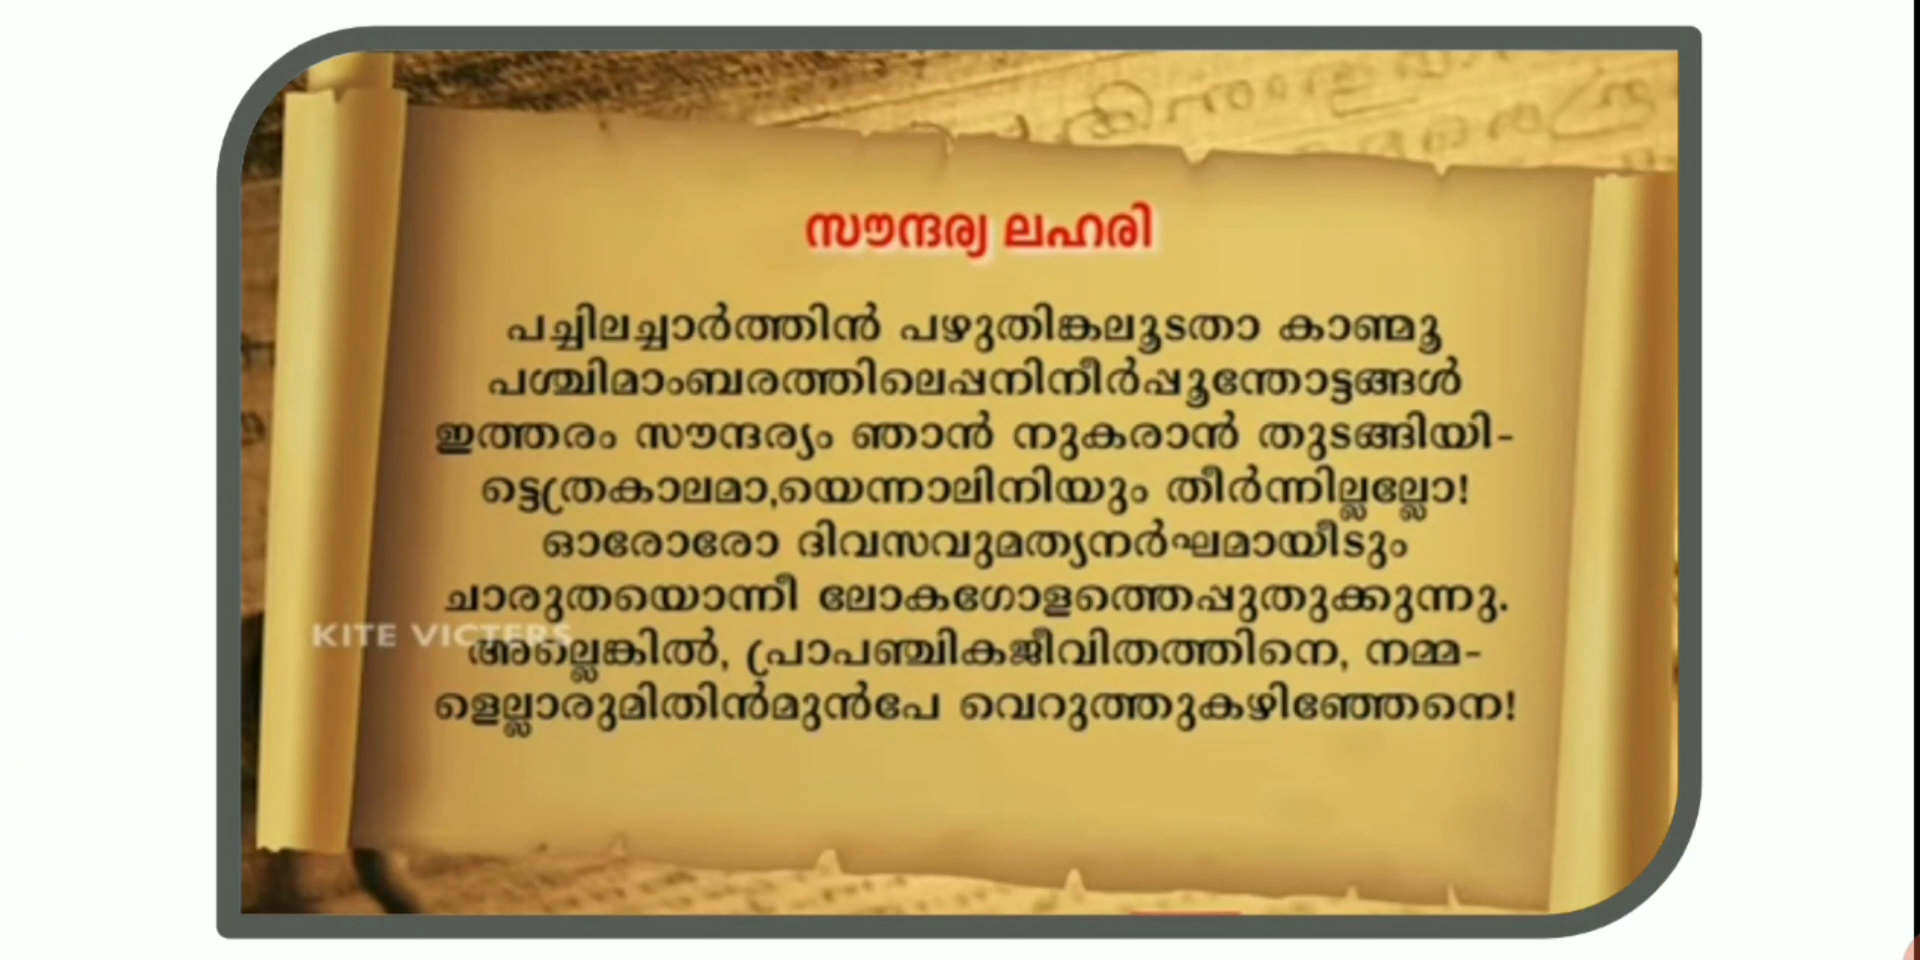 സൗന്ദര്യ ലഹരി
പച്ചിലച്ചാർത്തിൻ പഴുതിങ്കലൂടതാ കാണ്മൂ
പശ്ചിമാംബരത്തിലെപ്പനിനീർപ്പൂന്തോട്ടങ്ങൾ
ഇത്തരം സൗന്ദര്യം ഞാൻ നുകരാൻ തുടങ്ങിയി-
ട്ടെത്രകാലമാ,യെന്നാലിനിയും തീർന്നില്ലല്ലോ!
ഓരോരോ ദിവസവുമത്യനർഘമായീടും
ചാരുതയൊന്നീ ലോകഗോളത്തെപ്പുതുക്കുന്നു.
KITE VICTERS
അല്ലെങ്കിൽ, പ്രാപഞ്ചികജീവിതത്തിനെ, നമ്മ-
ളെല്ലാരുമിതിൻമുൻപേ വെറുത്തുകഴിഞ്ഞേനെ!